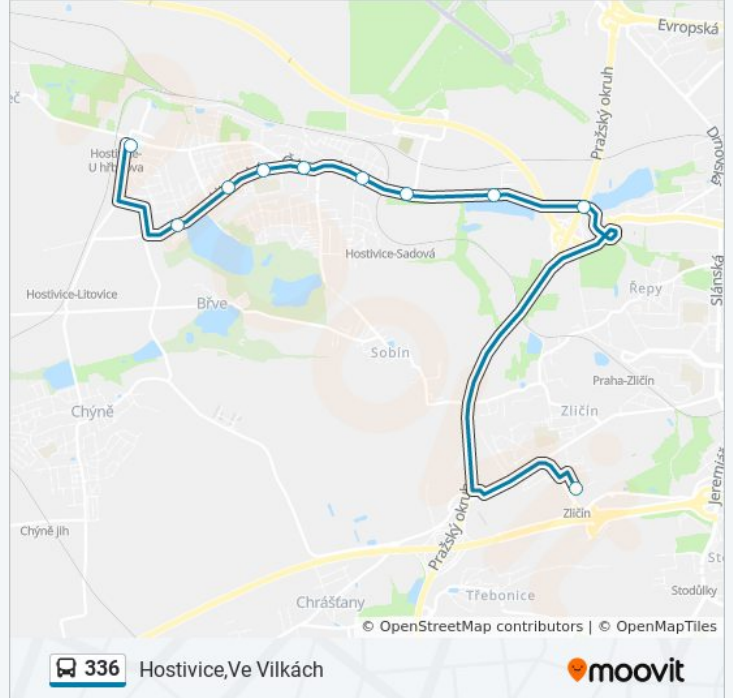 Evropská
Pražský okruh
Drnovská
Hostivice-
U hřbitova
Slánská
Hostivice-Sadová
Řepy
Hostivice-Litovice
Břve
Sobín
Praha-Zličín
Chýně
Zličín
Zličín
Chýně jih
Pražský okruh
Stodůlky
Třebonice
Chrášťany
© OpenStreetMap contributors | © OpenMapTiles
336 Hostivice,Ve Vilkách
moovit